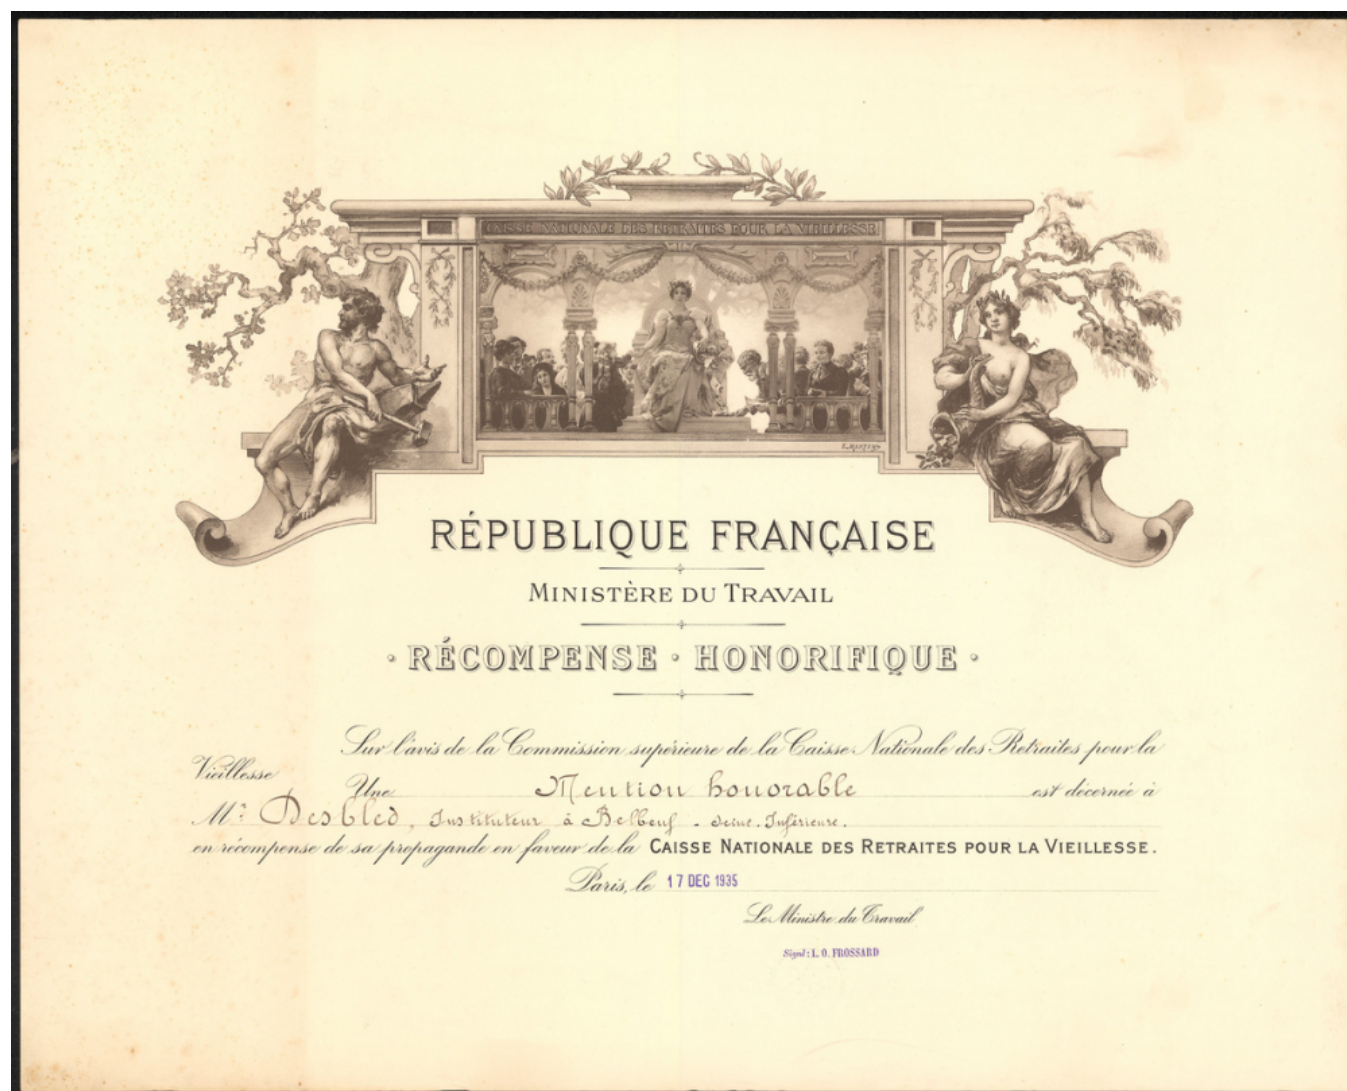 CAISSE NATIONALE DES RETRAITES POUR LA VIEILLESSE
E. MARTENS
RÉPUBLIQUE FRANÇAISE
MINISTÈRE DU TRAVAIL
· RÉCOMPENSE · HONORIFIQUE ·
Sur l'avis de la Commission supérieure de la Caisse Nationale des Retraites pour la
Vieillesse Une Mention honorable est décernée à
Mr Desbled, Instituteur à Belbeuf - Seine-Inférieure.
en récompense de sa propagande en faveur de la CAISSE NATIONALE DES RETRAITES POUR LA VIEILLESSE.
Paris, le 17 DEC 1935
Le Ministre du Travail
Signé : L. O. FROSSARD